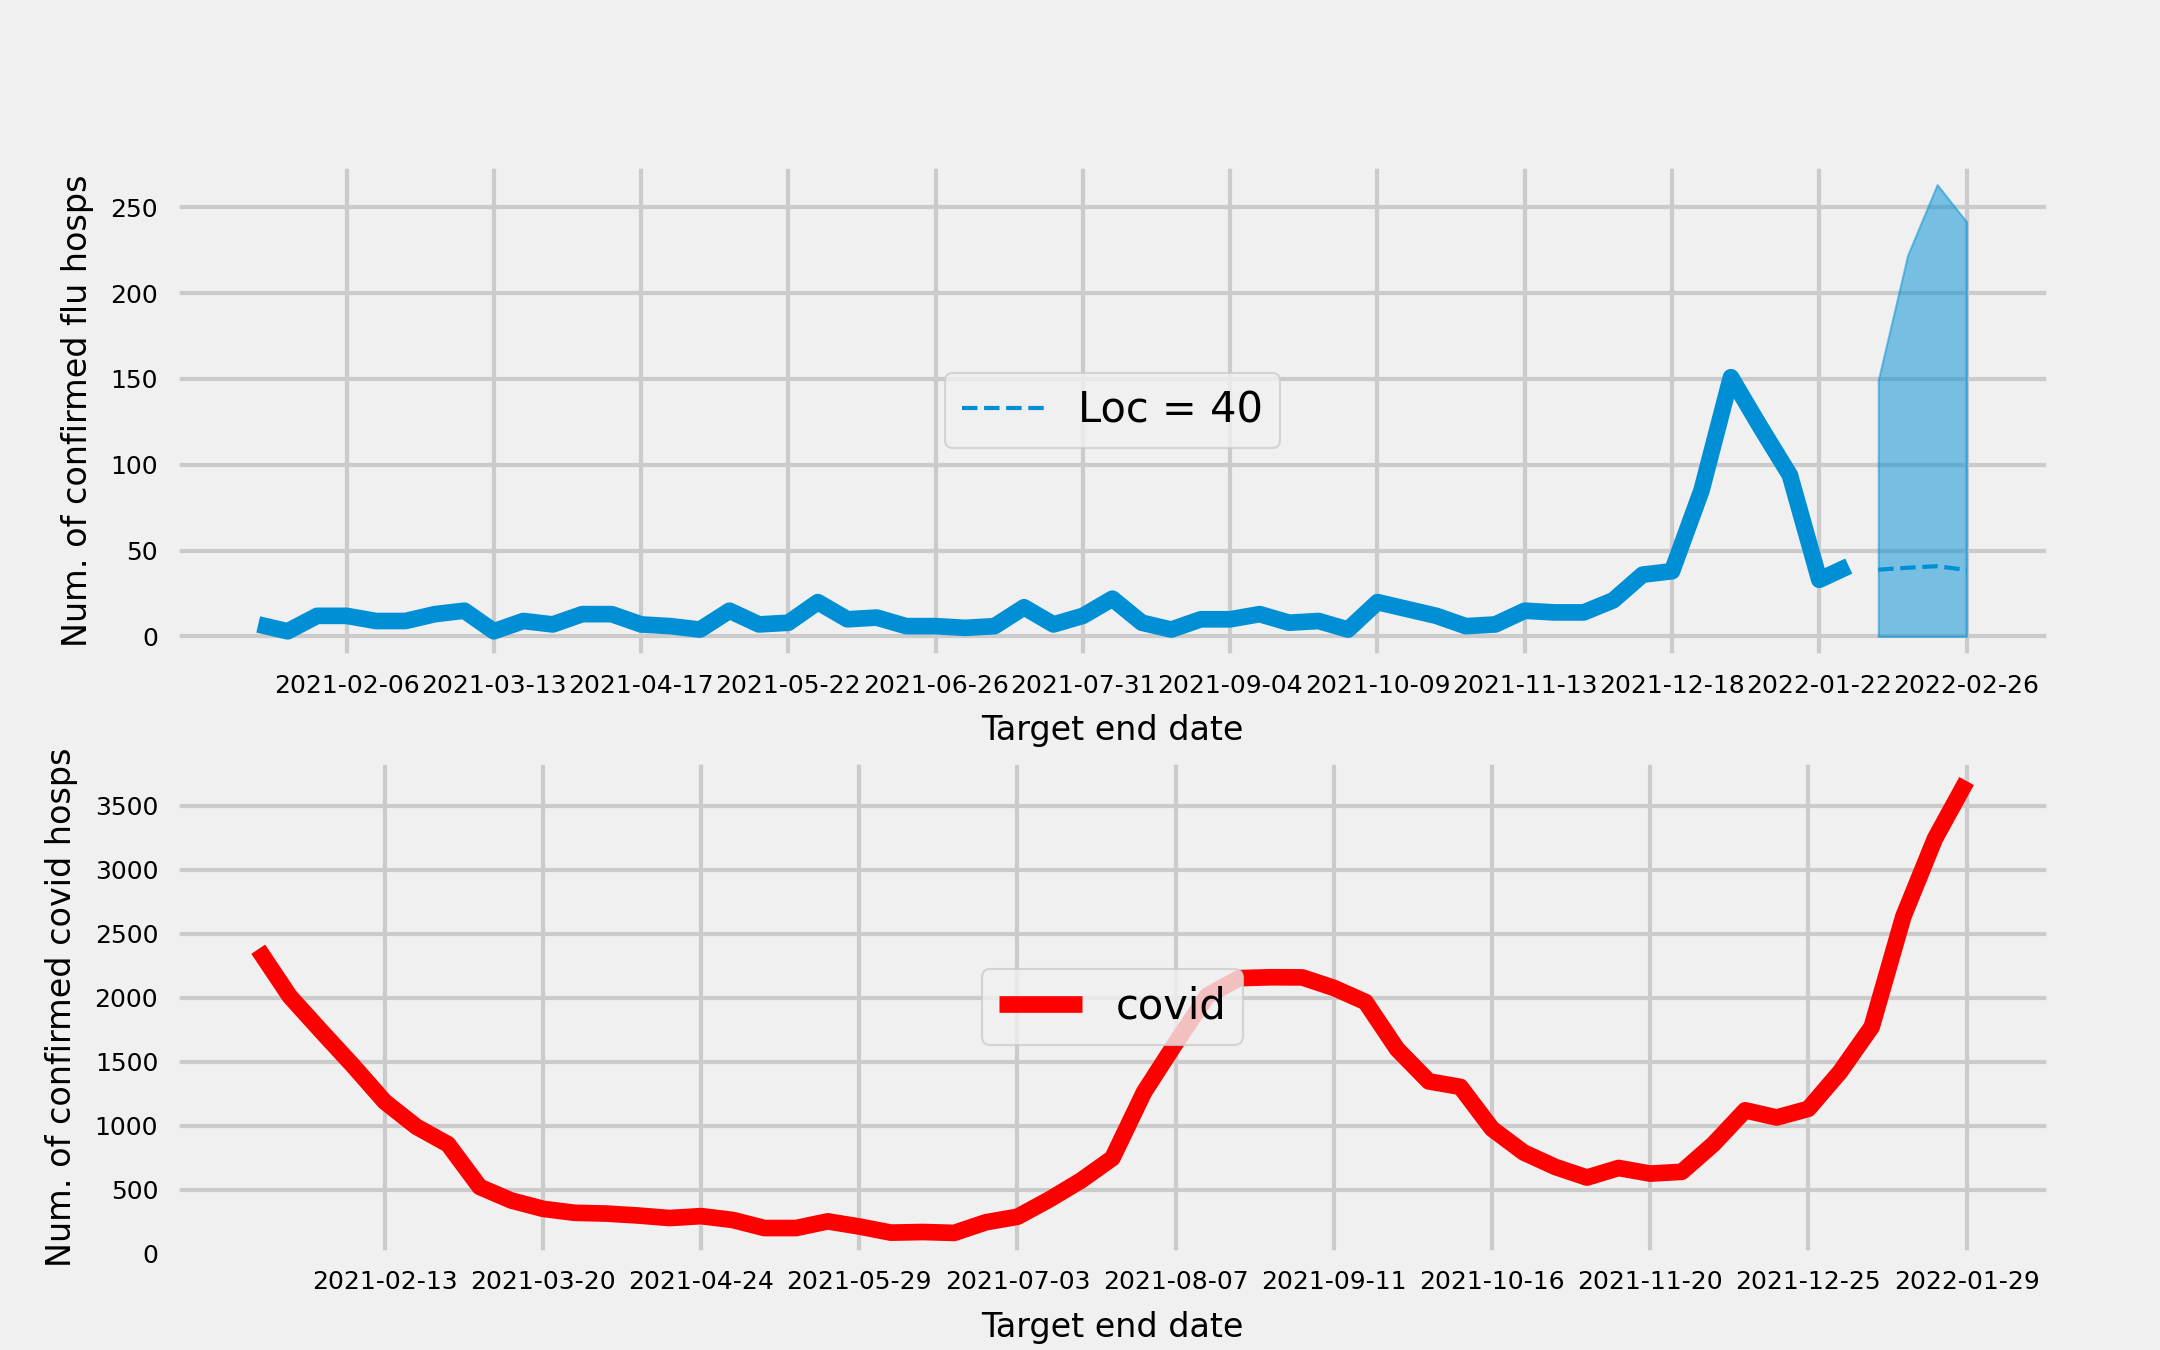 Num. of confirmed flu hosps
250
200
150
100
50
0
Loc = 40
2021-02-06 2021-03-13 2021-04-17 2021-05-22 2021-06-26 2021-07-31 2021-09-04 2021-10-09 2021-11-13 2021-12-18 2022-01-22 2022-02-26
Target end date
Num. of confirmed covid hosps
3500
3000
2500
2000
1500
1000
500
0
covid
2021-02-13 2021-03-20 2021-04-24 2021-05-29 2021-07-03 2021-08-07 2021-09-11 2021-10-16 2021-11-20 2021-12-25 2022-01-29
Target end date